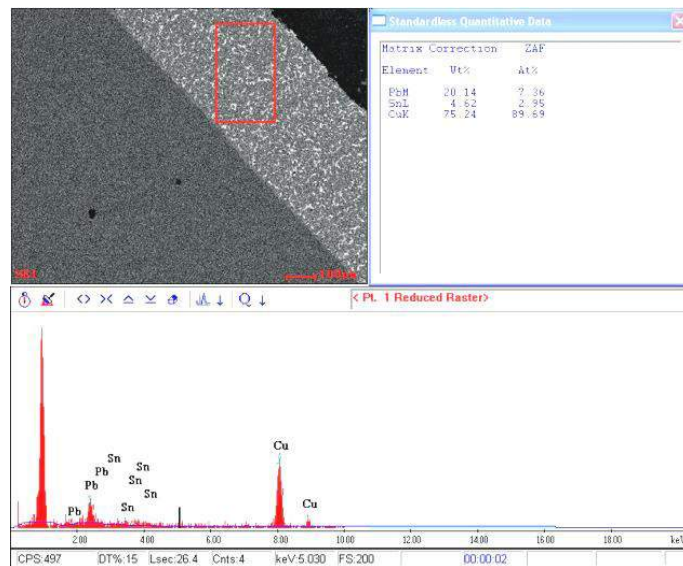 Standardless Quantitative Data
Matrix Correction ZAF
Element Wt% At%
PbM 20.14 7.36
SnL 4.62 2.95
CuK 75.24 89.69
< Pt. 1 Reduced Raster>
Q
Pb
Pb
Pb
Sn
Sn
Sn
Sn
Sn
Cu
Cu
2.00 4.00 6.00 8.00 10.00 12.00 14.00 16.00 18.00 keV
CPS:497 DT%:15 Lsec:26.4 Cnts:4 keV:5.030 FS:200 00:00:02